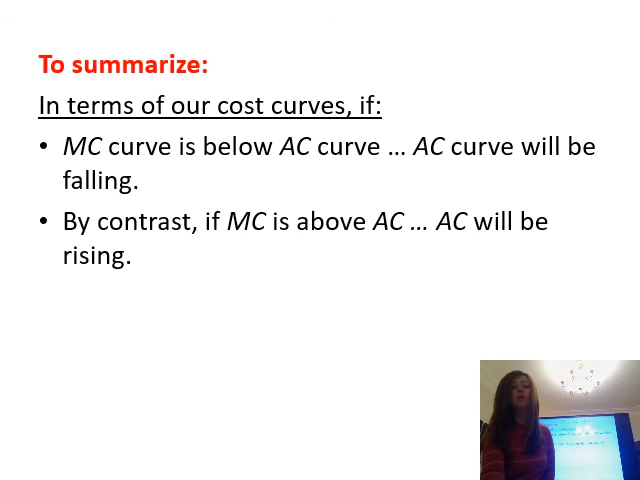 To summarize:
In terms of our cost curves, if:
• MC curve is below AC curve … AC curve will be
falling.
• By contrast, if MC is above AC … AC will be
rising.